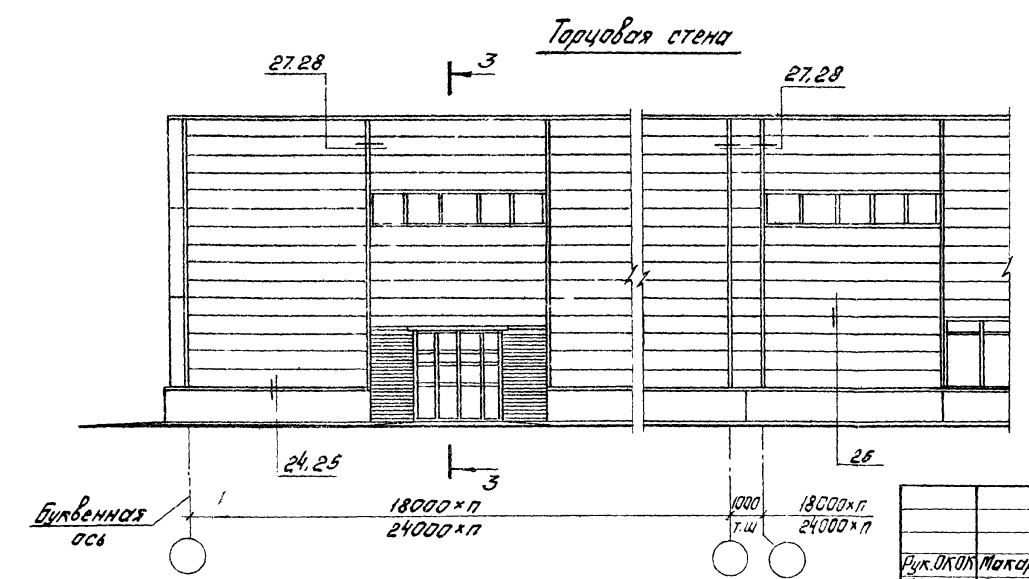 Торцовая стена
27.28
3
27,28
24,25
3
26
Буквенная
ось
18000×п
24000×п
1000
т.ш
18000×п
24000×п
Рук.ОКОК
Макар